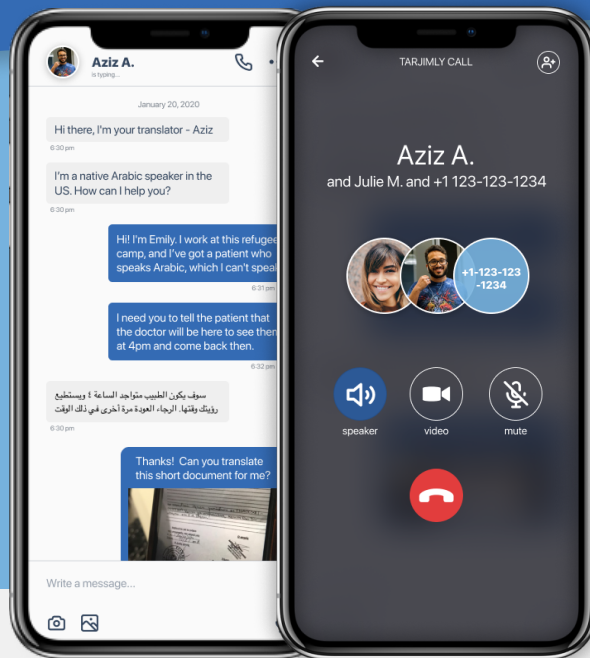 Aziz A.
is typing...
January 20, 2020
Hi there, I'm your translator - Aziz
6:30 pm
I'm a native Arabic speaker in the
US. How can I help you?
6:30 pm
Hi! I'm Emily. I work at this refugee
camp, and I've got a patient who
speaks Arabic, which I can't
6:31 pm
I need you to tell the patient that
the doctor will be here to see
at 4pm and come back then.
6:32 pm
سوف يكون الطبيب متواجد الساعة ٤ ويستطيع
رؤيتك وقتها. الرجاء العودة مرة أخرى في ذلك الوقت
6:30 pm
Thanks! Can you translate
this short document for me?
Write a message...
TARJIMLY CALL
Aziz A.
and Julie M. and +1 123-123-1234
+1-123-123
-1234
speaker
video
mute